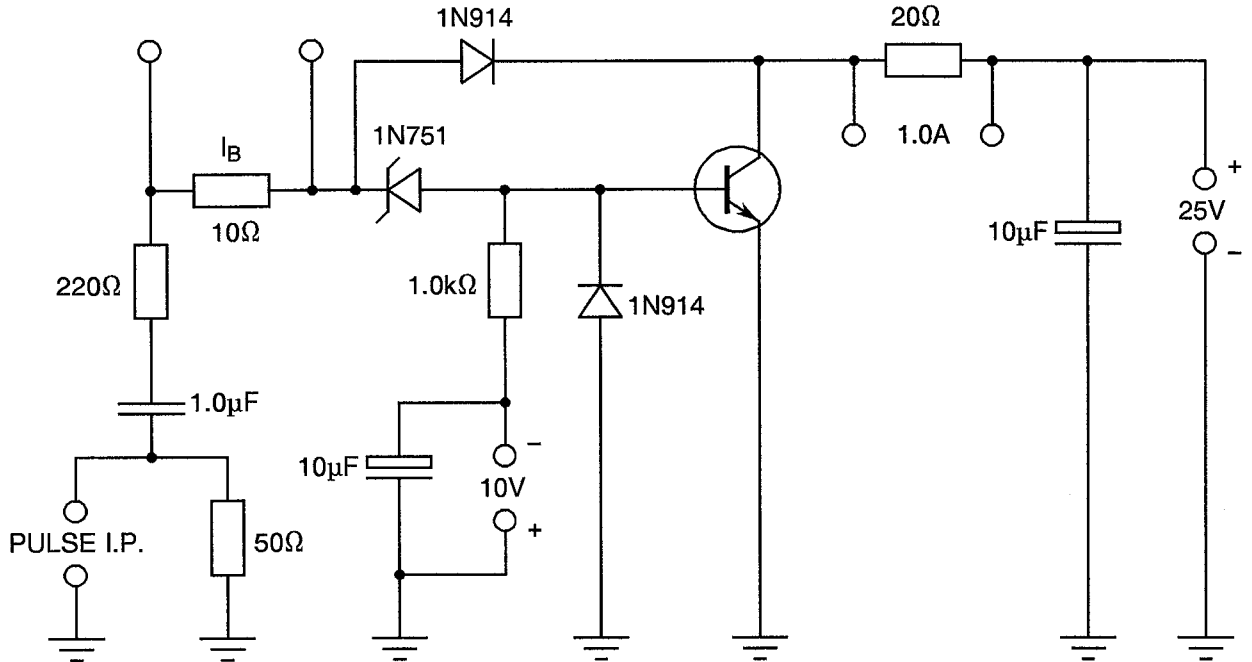 1N914
20Ω
1N751
1.0A
I_B
+
25V
10Ω
10µF
–
220Ω
1.0kΩ
1N914
1.0µF
–
10µF
10V
+
PULSE I.P.
50Ω